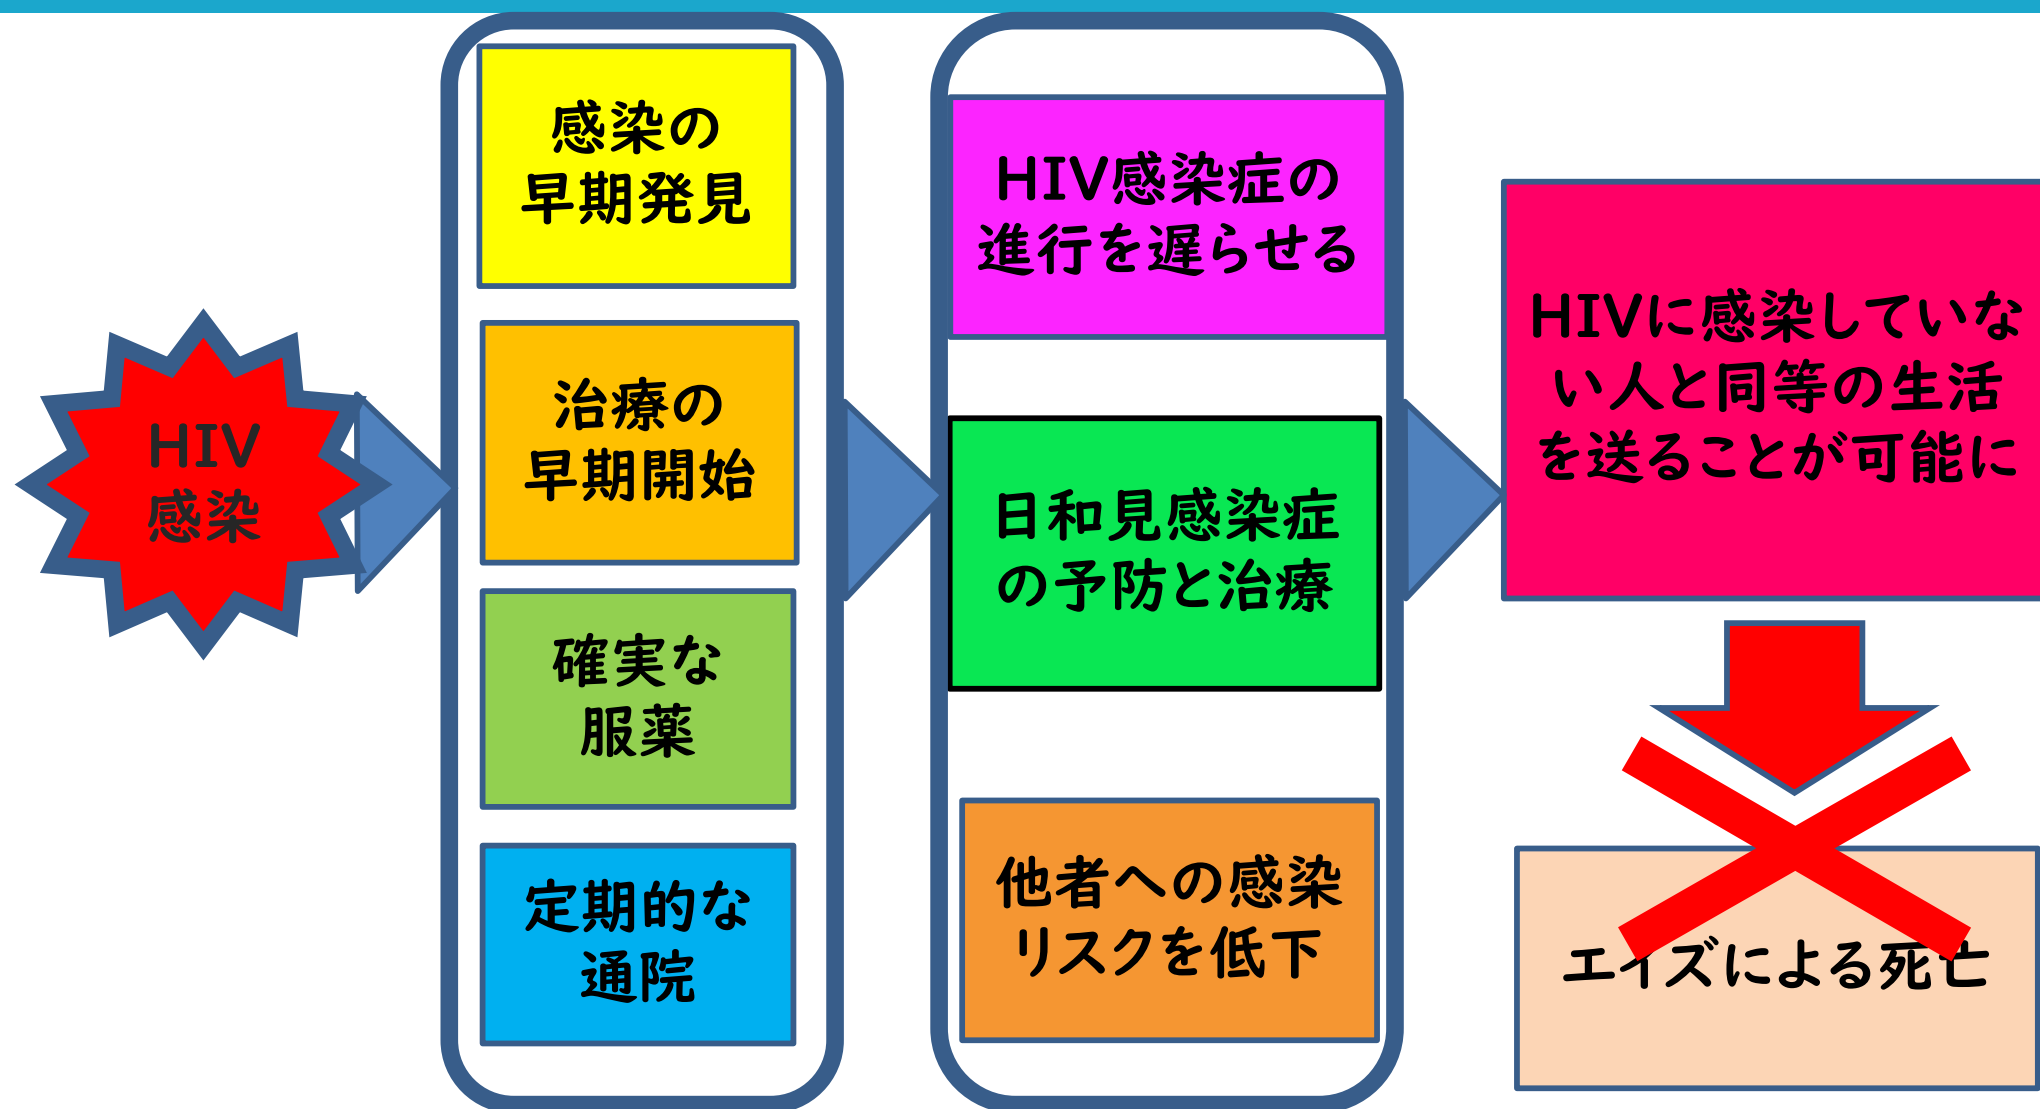 HIV
感染
感染の
早期発見
治療の
早期開始
確実な
服薬
定期的な
通院
HIV感染症の
進行を遅らせる
日和見感染症
の予防と治療
他者への感染
リスクを低下
HIVに感染していな
い人と同等の生活
を送ることが可能に
エイズによる死亡